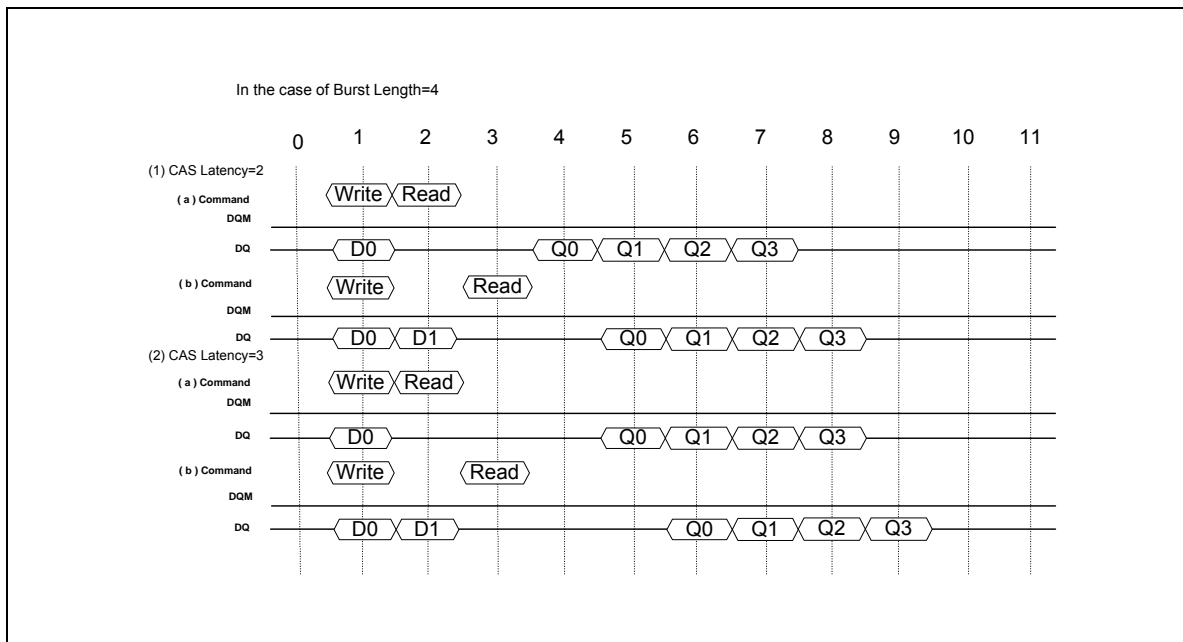 In the case of Burst Length=4
0 1 2 3 4 5 6 7 8 9 10 11
(1) CAS Latency=2
( a ) Command Write Read
DQM
DQ D0 Q0 Q1 Q2 Q3
( b ) Command Write Read
DQM
DQ D0 D1 Q0 Q1 Q2 Q3
(2) CAS Latency=3
( a ) Command Write Read
DQM
DQ D0 Q0 Q1 Q2 Q3
( b ) Command Write Read
DQM
DQ D0 D1 Q0 Q1 Q2 Q3